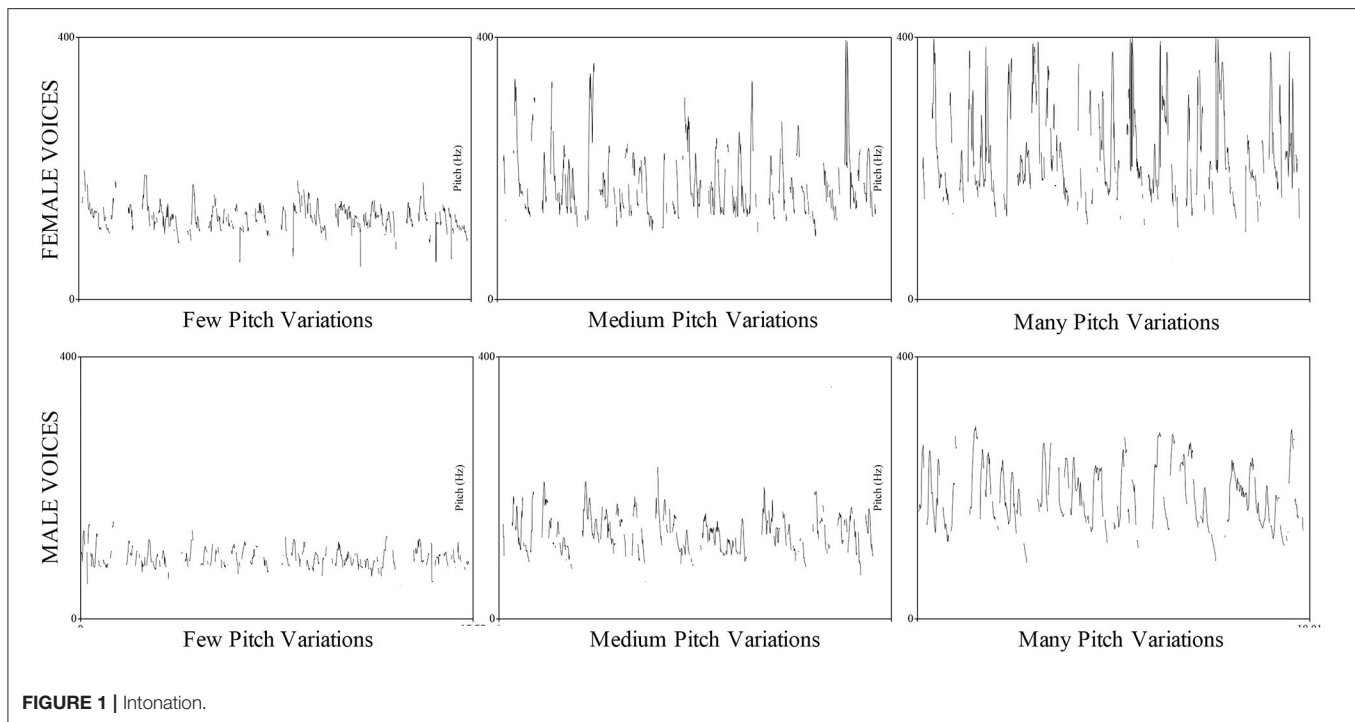 400
400
400
FEMALE VOICES
Pitch (Hz)
Pitch (Hz)
0
0
0
Few Pitch Variations
Medium Pitch Variations
Many Pitch Variations
400
400
400
MALE VOICES
Pitch (Hz)
Pitch (Hz)
0
0
0
Few Pitch Variations
Medium Pitch Variations
Many Pitch Variations
FIGURE 1 | Intonation.